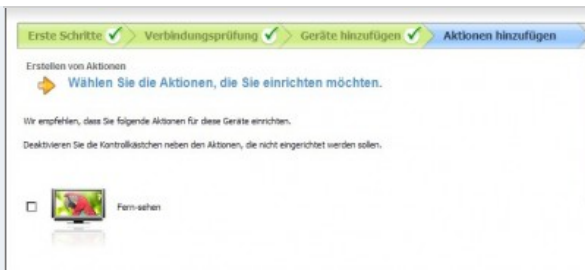 Erste Schritte Verbindungsprüfung Geräte hinzufügen Aktionen hinzufügen
Erstellen von Aktionen
Wählen Sie die Aktionen, die Sie einrichten möchten.
Wir empfehlen, dass Sie folgende Aktionen für diese Geräte einrichten.
Deaktivieren Sie die Kontrollkästchen neben den Aktionen, die nicht eingerichtet werden sollen.
Fern-sehen